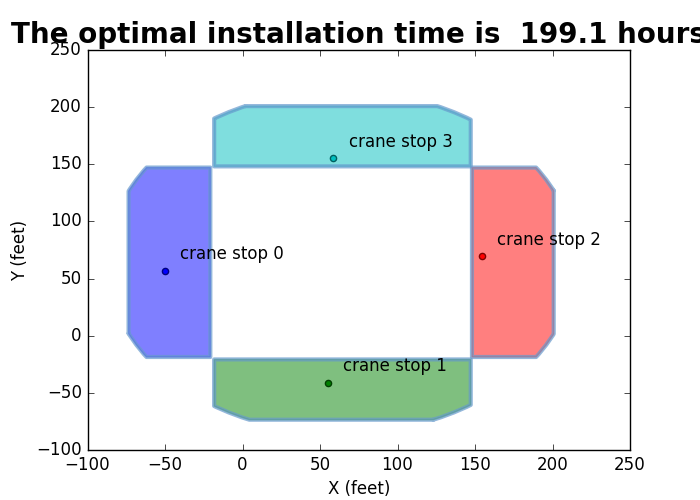 The optimal installation time is  199.1 hours
250
200
150
100
50
0
−50
−100
Y (feet)
crane stop 3
crane stop 2
crane stop 0
crane stop 1
−100 −50 0 50 100 150 200 250
X (feet)